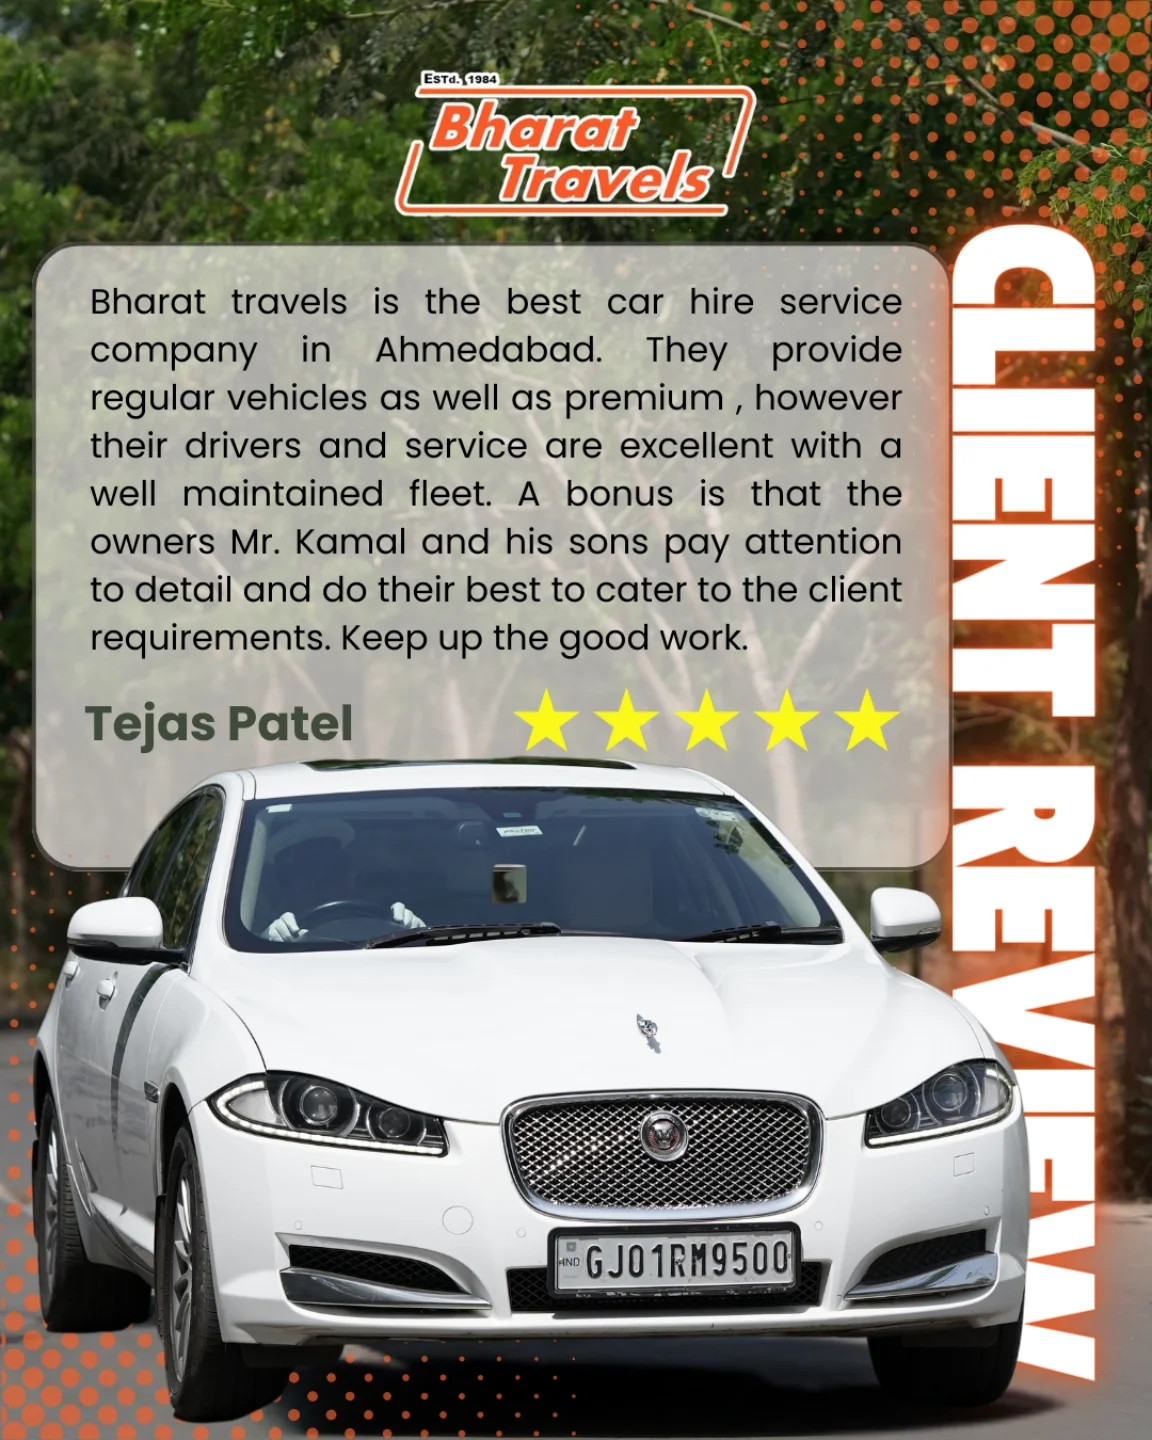 ESTd. 1984
Bharat
Travels
Bharat travels is the best car hire service
company in Ahmedabad. They provide
regular vehicles as well as premium , however
their drivers and service are excellent with a
well maintained fleet. A bonus is that the
owners Mr. Kamal and his sons pay attention
to detail and do their best to cater to the client
requirements. Keep up the good work.
Tejas Patel
CLIENT REVIEW
IND GJ01RM9500